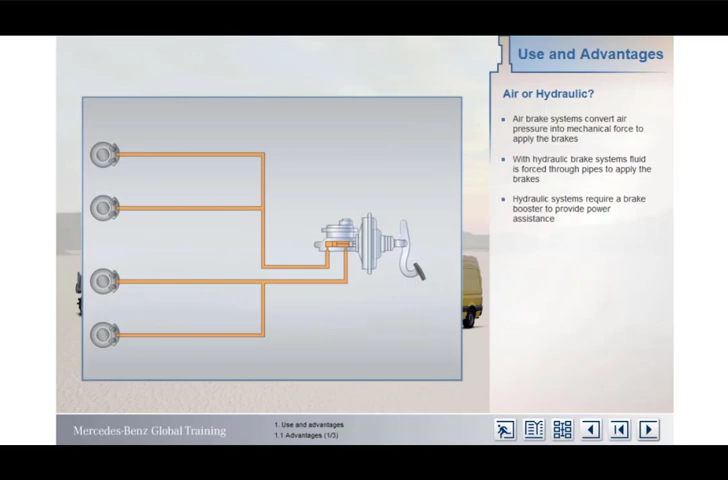 Use and Advantages
Air or Hydraulic?
Air brake systems convert air
pressure into mechanical force to
apply the brakes
With hydraulic brake systems fluid
is forced through pipes to apply the
brakes
Hydraulic systems require a brake
booster to provide power
assistance
Mercedes-Benz Global Training
1. Use and advantages
1.1 Advantages (1/3)